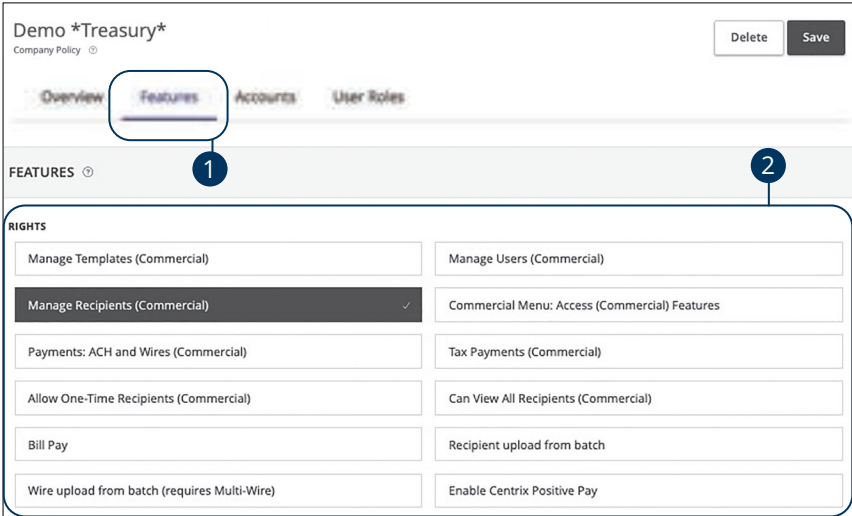 Demo *Treasury*
Delete Save
Company Policy ?
Overview Features Accounts User Roles
1
FEATURES ?
2
RIGHTS
Manage Templates (Commercial) Manage Users (Commercial)
Manage Recipients (Commercial) ✓ Commercial Menu: Access (Commercial) Features
Payments: ACH and Wires (Commercial) Tax Payments (Commercial)
Allow One-Time Recipients (Commercial) Can View All Recipients (Commercial)
Bill Pay Recipient upload from batch
Wire upload from batch (requires Multi-Wire) Enable Centrix Positive Pay